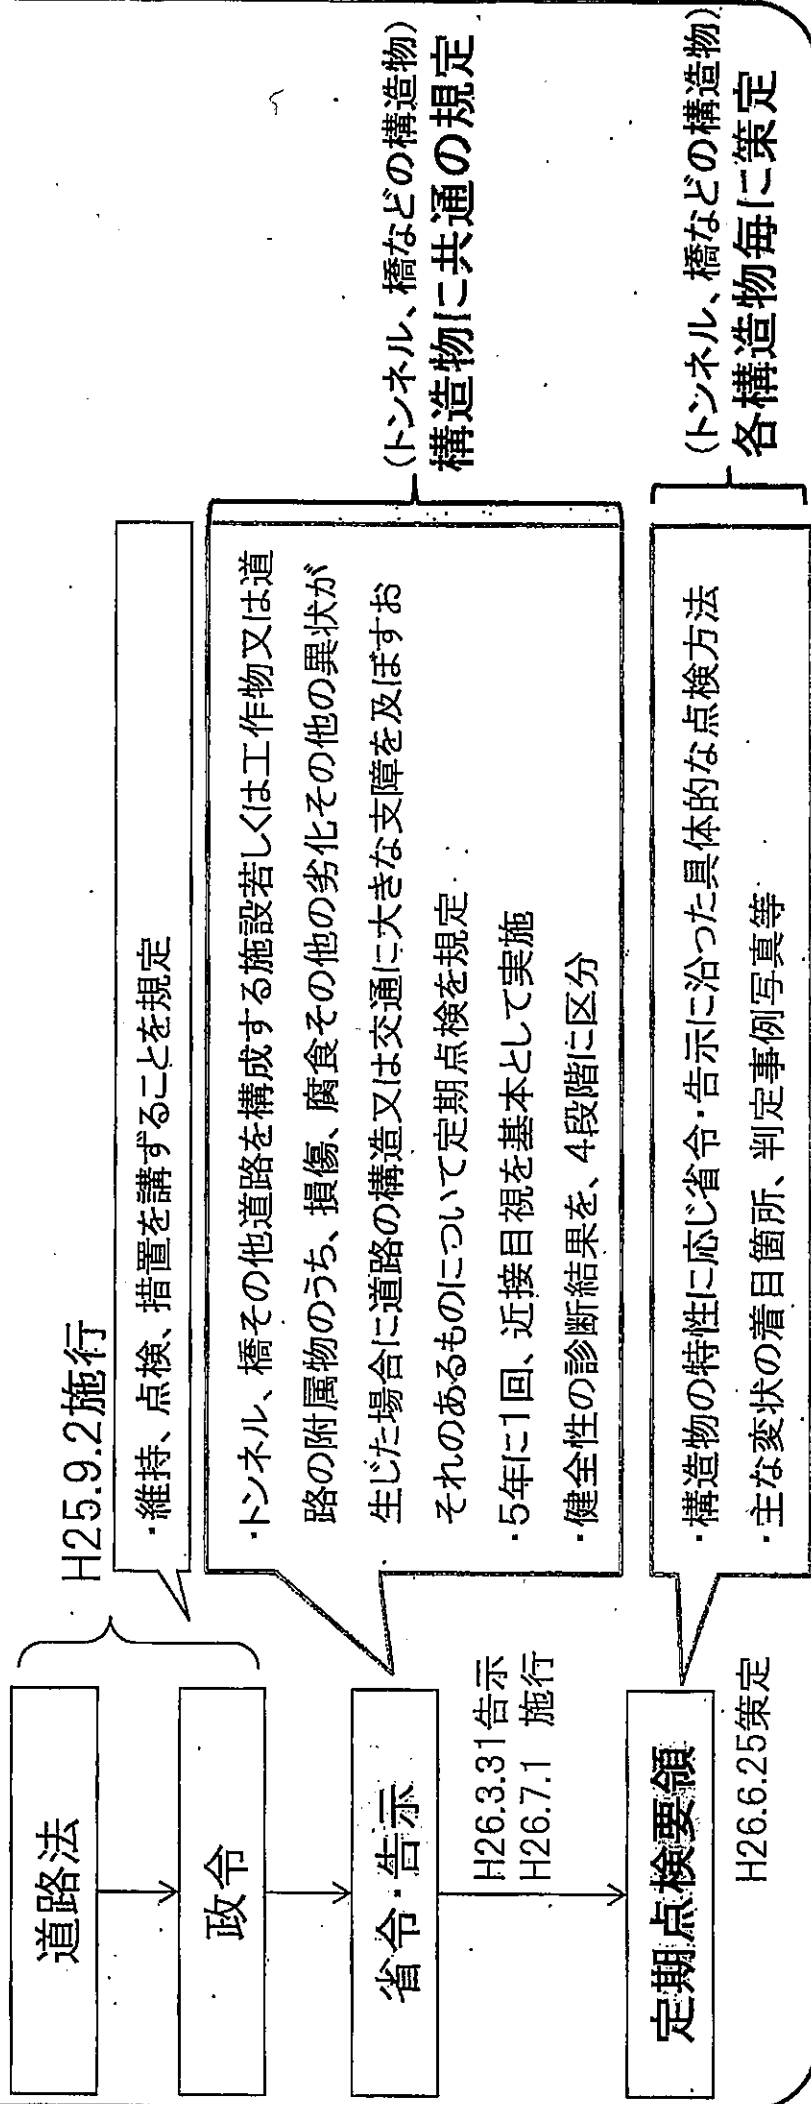 道路法
政令
H25.9.2施行
・維持、点検、措置を講ずることを規定
省令・告示
H26.3.31告示
H26.7.1 施行
・トンネル、橋その他道路を構成する施設若しくは工作物又は道
路の附属物のうち、損傷、腐食その他の劣化その他の異状が
生じた場合に道路の構造又は交通に大きな支障を及ぼすお
それのあるものについて定期点検を規定
・5年に1回、近接目視を基本として実施
・健全性の診断結果を、4段階に区分
(トンネル、橋などの構造物)
構造物に共通の規定
定期点検要領
H26.6.25策定
・構造物の特性に応じ省令・告示に沿った具体的な点検方法
・主な変状の着目箇所、判定事例写真等
(トンネル、橋などの構造物)
各構造物毎に策定